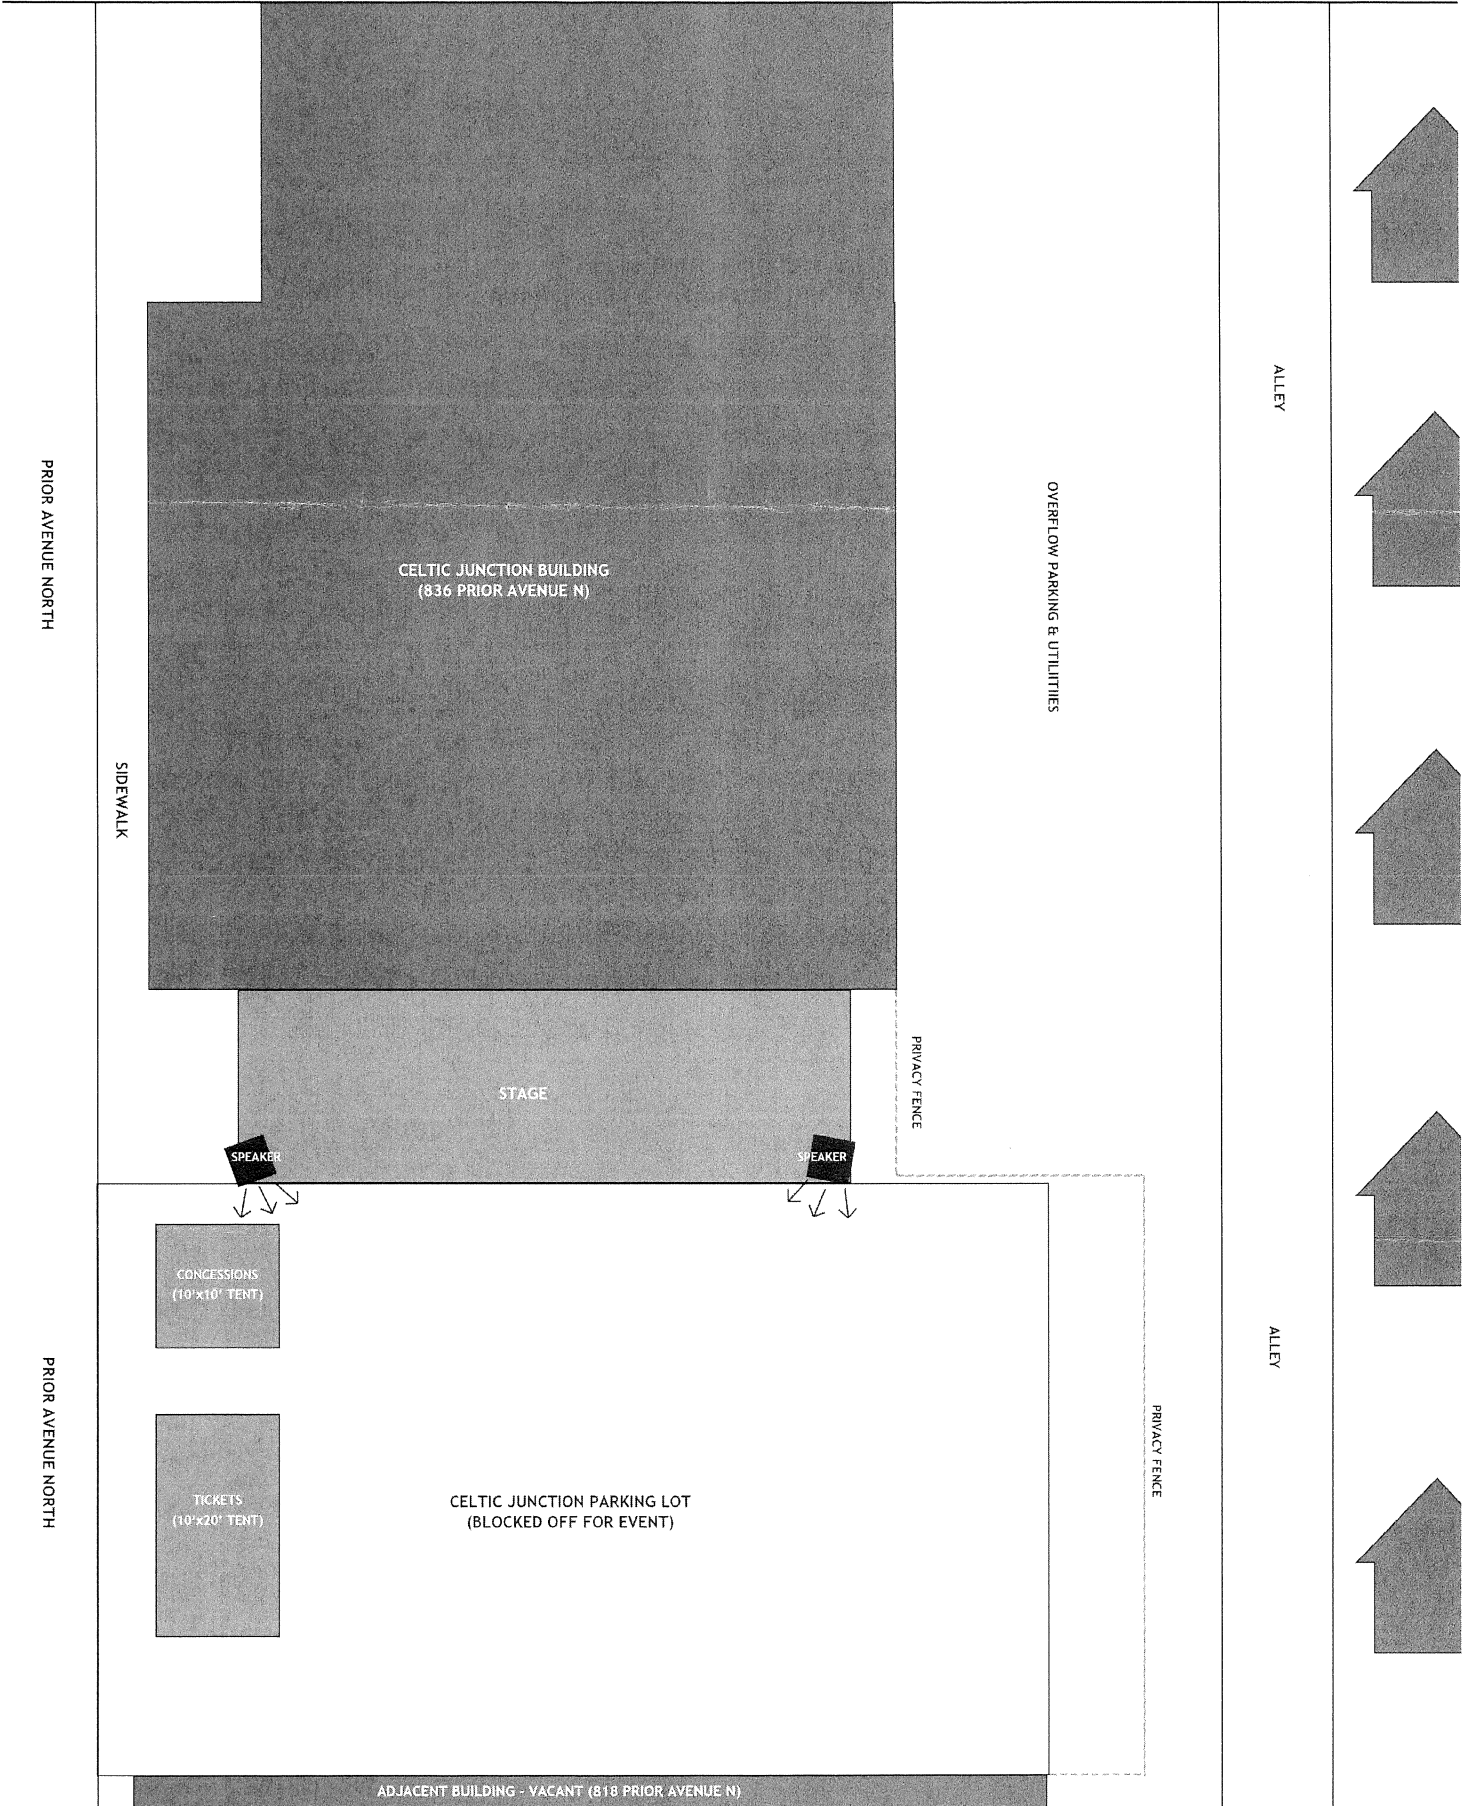 ALLEY
PRIOR AVENUE NORTH
OVERFLOW PARKING & UTILIITIIES
CELTIC JUNCTION BUILDING
(836 PRIOR AVENUE N)
SIDEWALK
PRIVACY FENCE
STAGE
SPEAKER
SPEAKER
CONCESSIONS
(10'x10' TENT)
ALLEY
PRIOR AVENUE NORTH
PRIVACY FENCE
TICKETS
(10'x20' TENT)
CELTIC JUNCTION PARKING LOT
(BLOCKED OFF FOR EVENT)
ADJACENT BUILDING - VACANT (818 PRIOR AVENUE N)